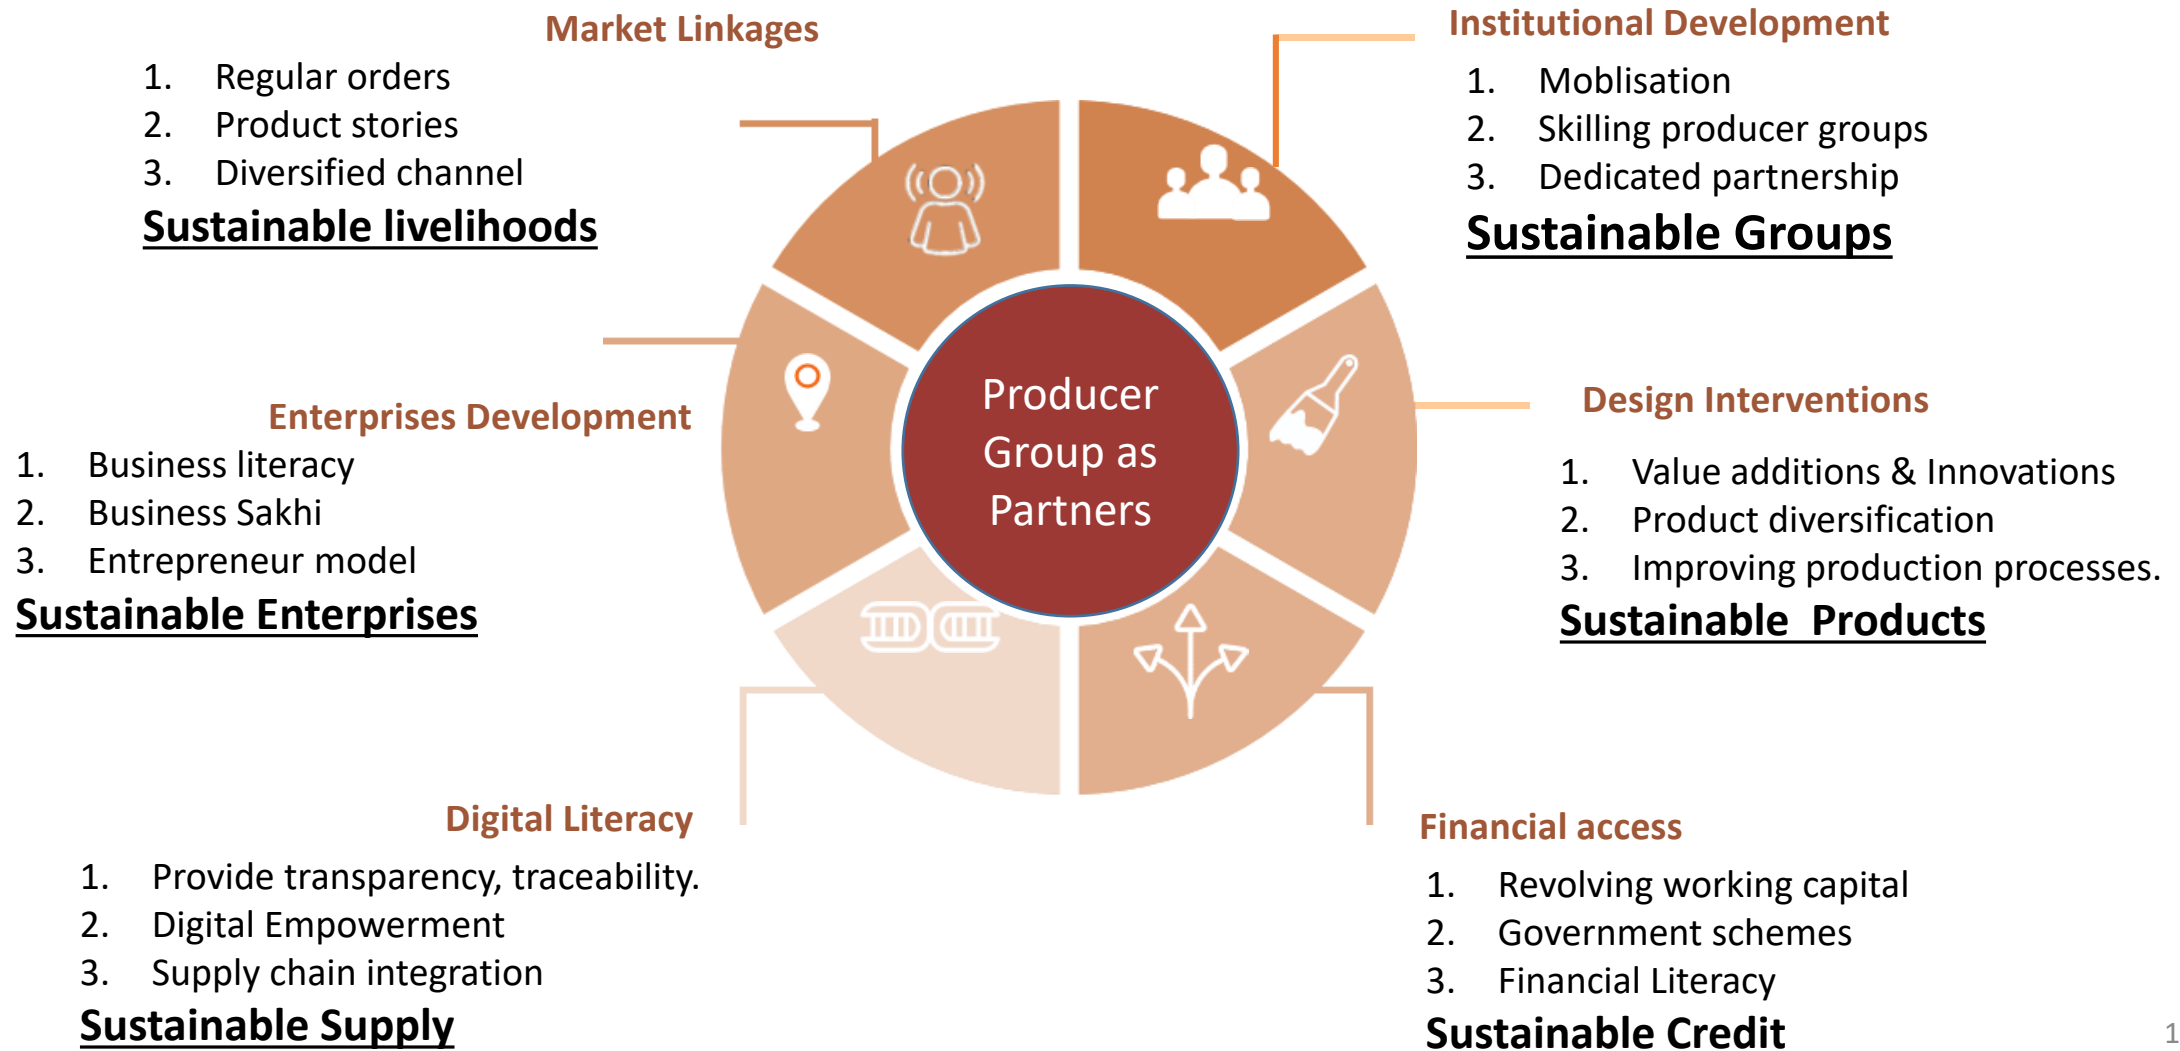 Market Linkages
1. Regular orders
2. Product stories
3. Diversified channel
Sustainable livelihoods
Institutional Development
1. Moblisation
2. Skilling producer groups
3. Dedicated partnership
Sustainable Groups
Producer
Group as
Partners
Enterprises Development
1. Business literacy
2. Business Sakhi
3. Entrepreneur model
Sustainable Enterprises
Design Interventions
1. Value additions & Innovations
2. Product diversification
3. Improving production processes.
Sustainable Products
Digital Literacy
1. Provide transparency, traceability.
2. Digital Empowerment
3. Supply chain integration
Sustainable Supply
Financial access
1. Revolving working capital
2. Government schemes
3. Financial Literacy
Sustainable Credit
1